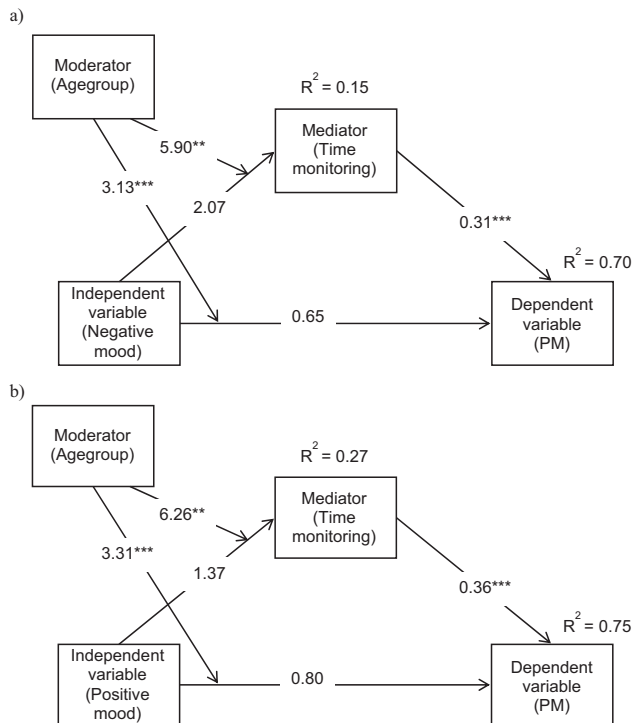 a)
Moderator
(Agegroup)
R² = 0.15
Mediator
(Time
monitoring)
5.90**
3.13***
2.07
0.31***
R² = 0.70
Independent
variable
(Negative
mood)
0.65
Dependent
variable
(PM)
b)
Moderator
(Agegroup)
R² = 0.27
Mediator
(Time
monitoring)
6.26**
3.31***
1.37
0.36***
R² = 0.75
Independent
variable
(Positive
mood)
0.80
Dependent
variable
(PM)